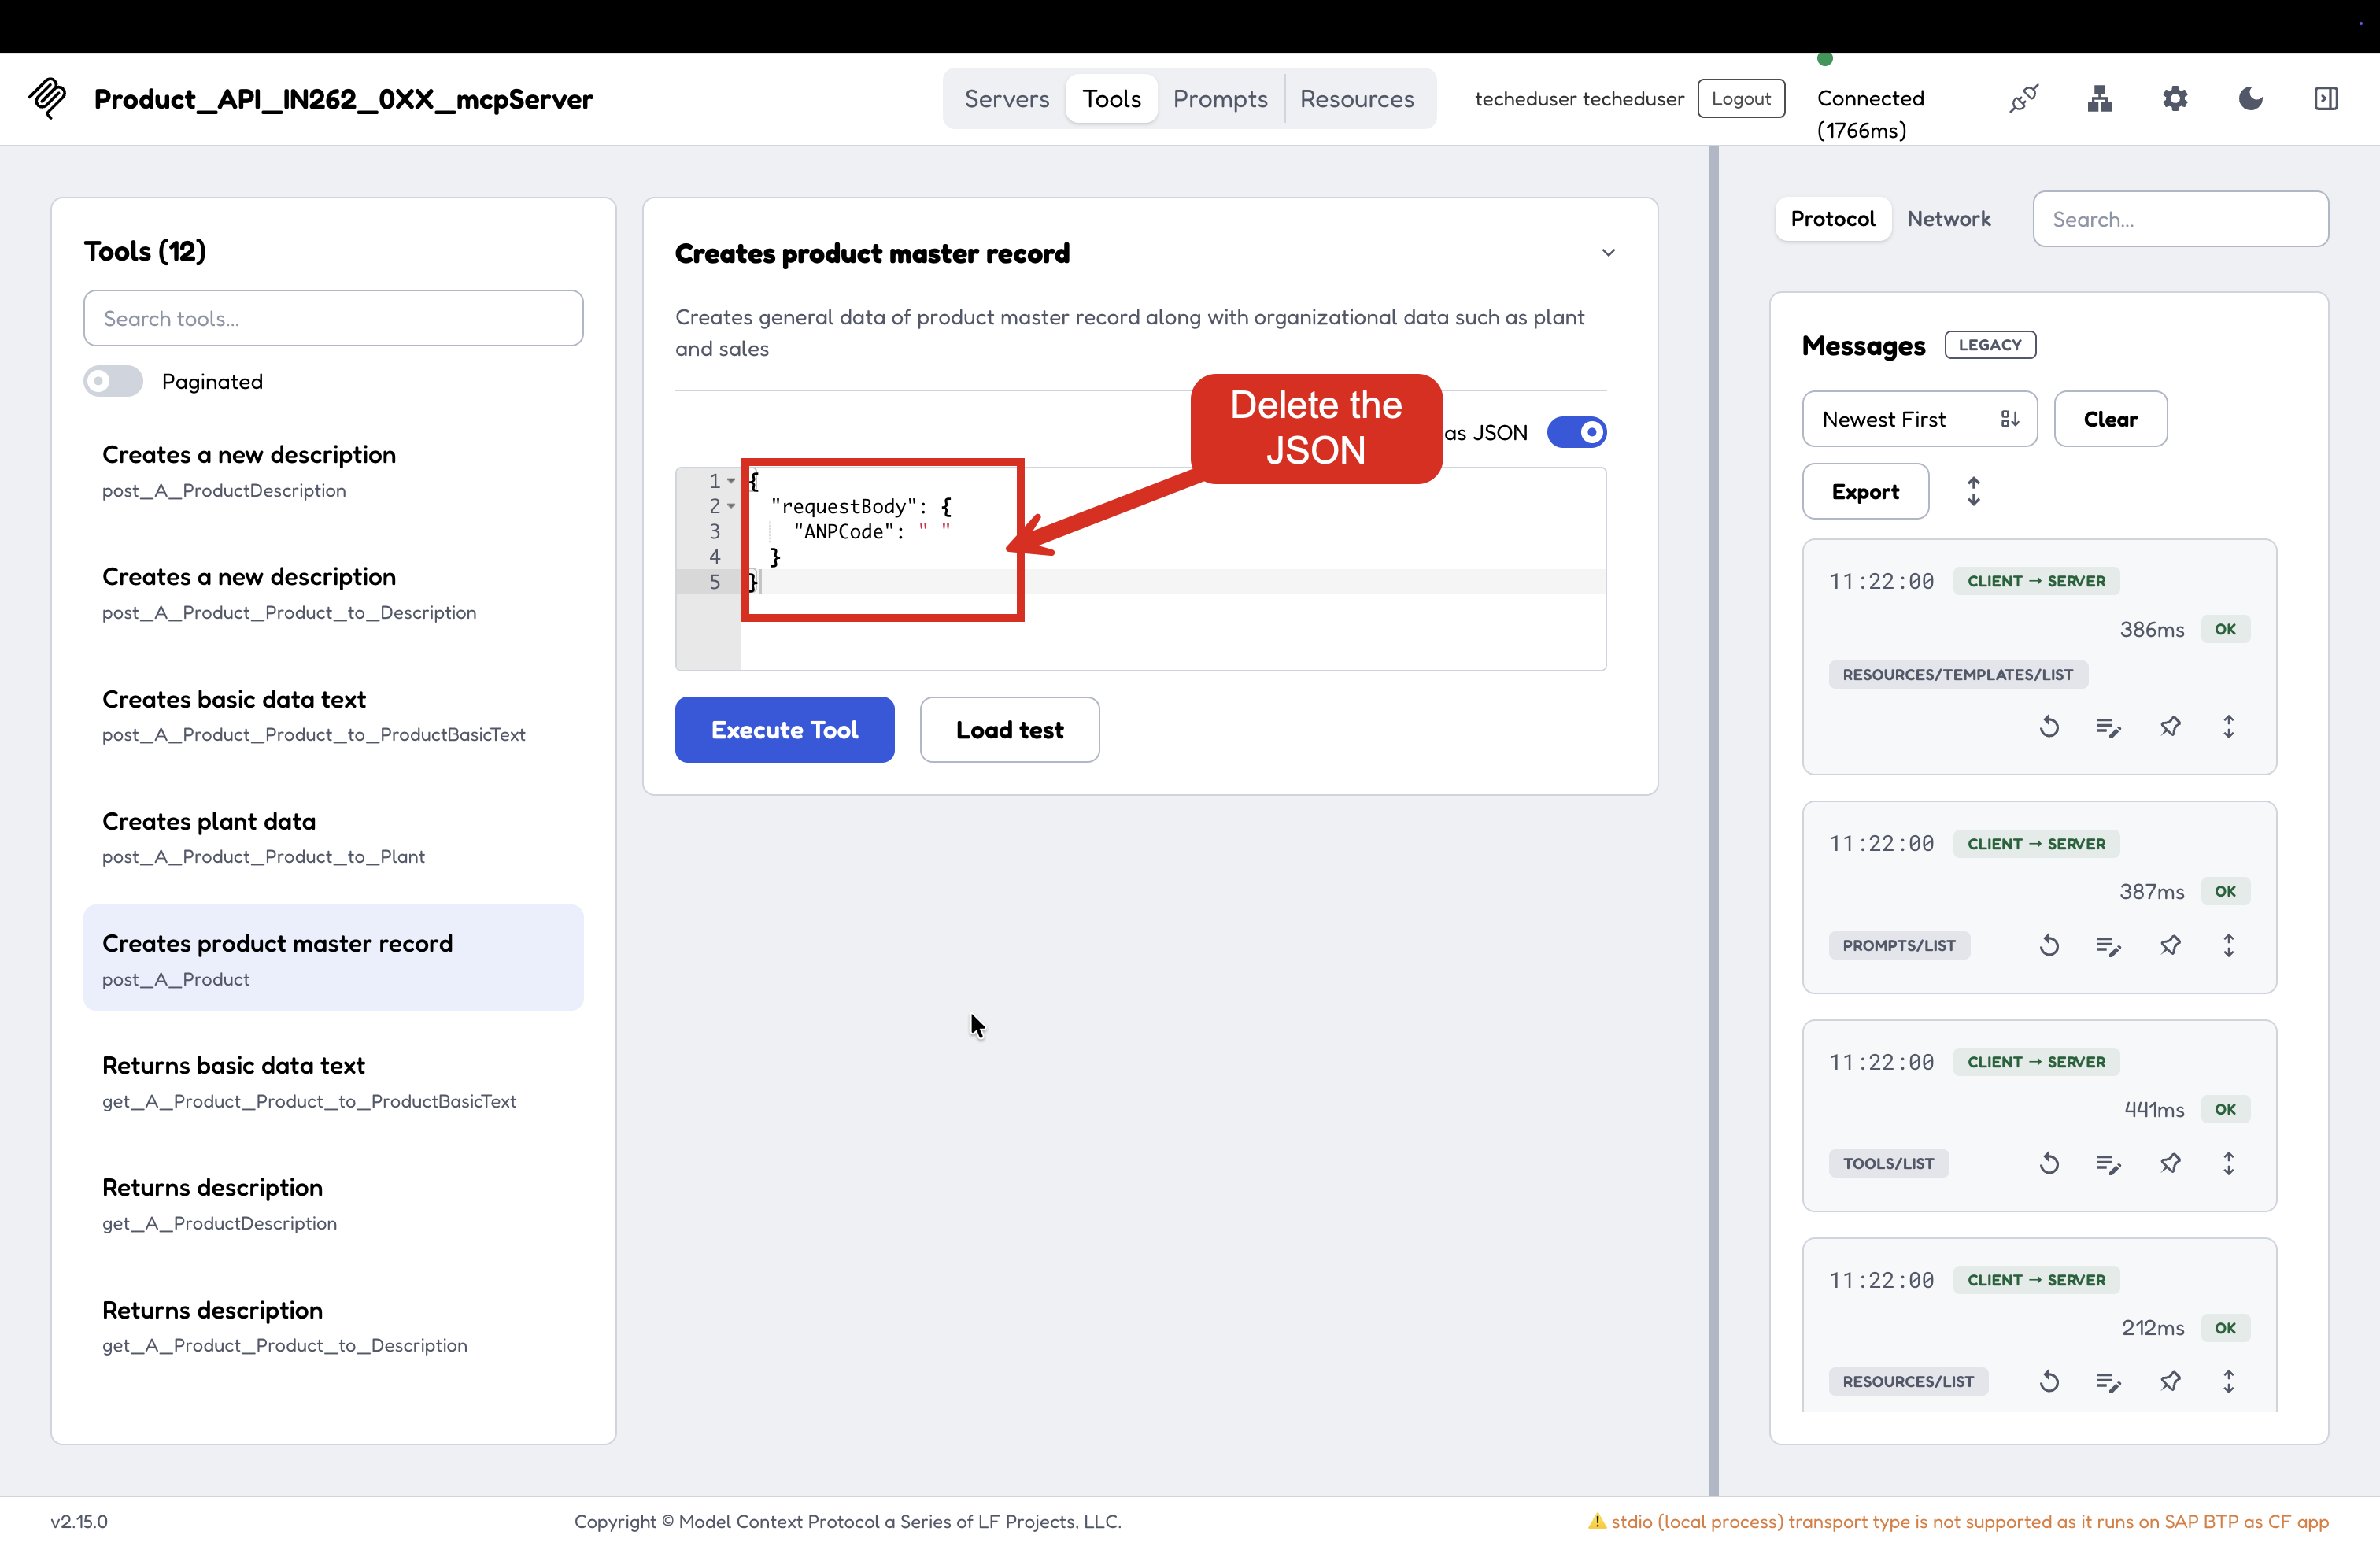 Product_API_IN262_0XX_mcpServer
Servers Tools Prompts Resources
techeduser techeduser Logout
Connected
(1766ms)
Tools (12)
Search tools...
Paginated
Creates a new description
post_A_ProductDescription
Creates a new description
post_A_Product_Product_to_Description
Creates basic data text
post_A_Product_Product_to_ProductBasicText
Creates plant data
post_A_Product_Product_to_Plant
Creates product master record
post_A_Product
Returns basic data text
get_A_Product_Product_to_ProductBasicText
Returns description
get_A_ProductDescription
Returns description
get_A_Product_Product_to_Description
Creates product master record
Creates general data of product master record along with organizational data such as plant
and sales
Delete the
JSON
as JSON
1 {
2 "requestBody": {
3 "ANPCode": " "
4 }
5 }
Execute Tool Load test
Protocol Network Search...
Messages LEGACY
Newest First Clear
Export
11:22:00 CLIENT → SERVER
386ms OK
RESOURCES/TEMPLATES/LIST
11:22:00 CLIENT → SERVER
387ms OK
PROMPTS/LIST
11:22:00 CLIENT → SERVER
441ms OK
TOOLS/LIST
11:22:00 CLIENT → SERVER
212ms OK
RESOURCES/LIST
v2.15.0
Copyright © Model Context Protocol a Series of LF Projects, LLC.
⚠ stdio (local process) transport type is not supported as it runs on SAP BTP as CF app